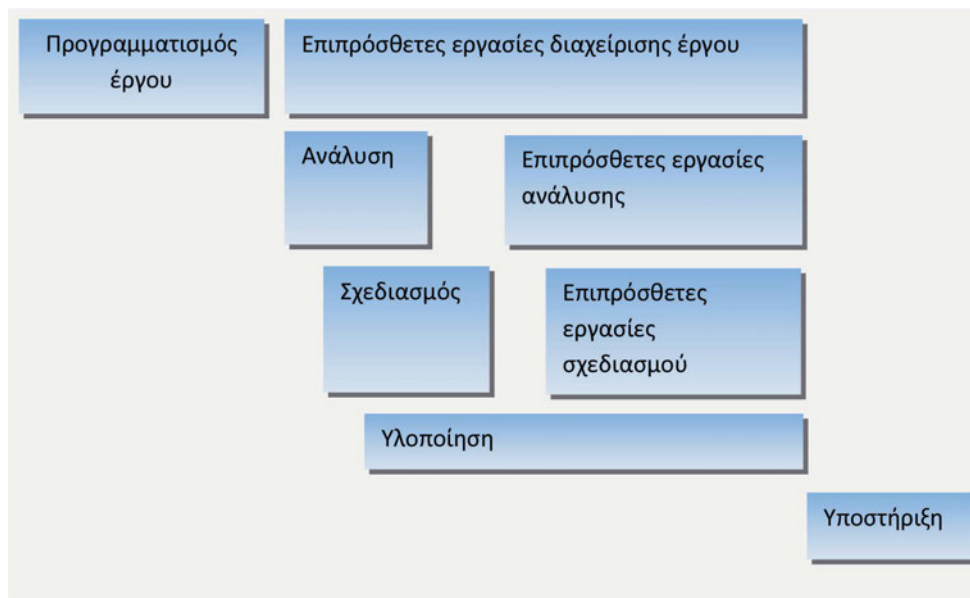 Προγραμματισμός
έργου
Επιπρόσθετες εργασίες διαχείρισης έργου
Ανάλυση
Επιπρόσθετες εργασίες
ανάλυσης
Σχεδιασμός
Επιπρόσθετες
εργασίες
σχεδιασμού
Υλοποίηση
Υποστήριξη